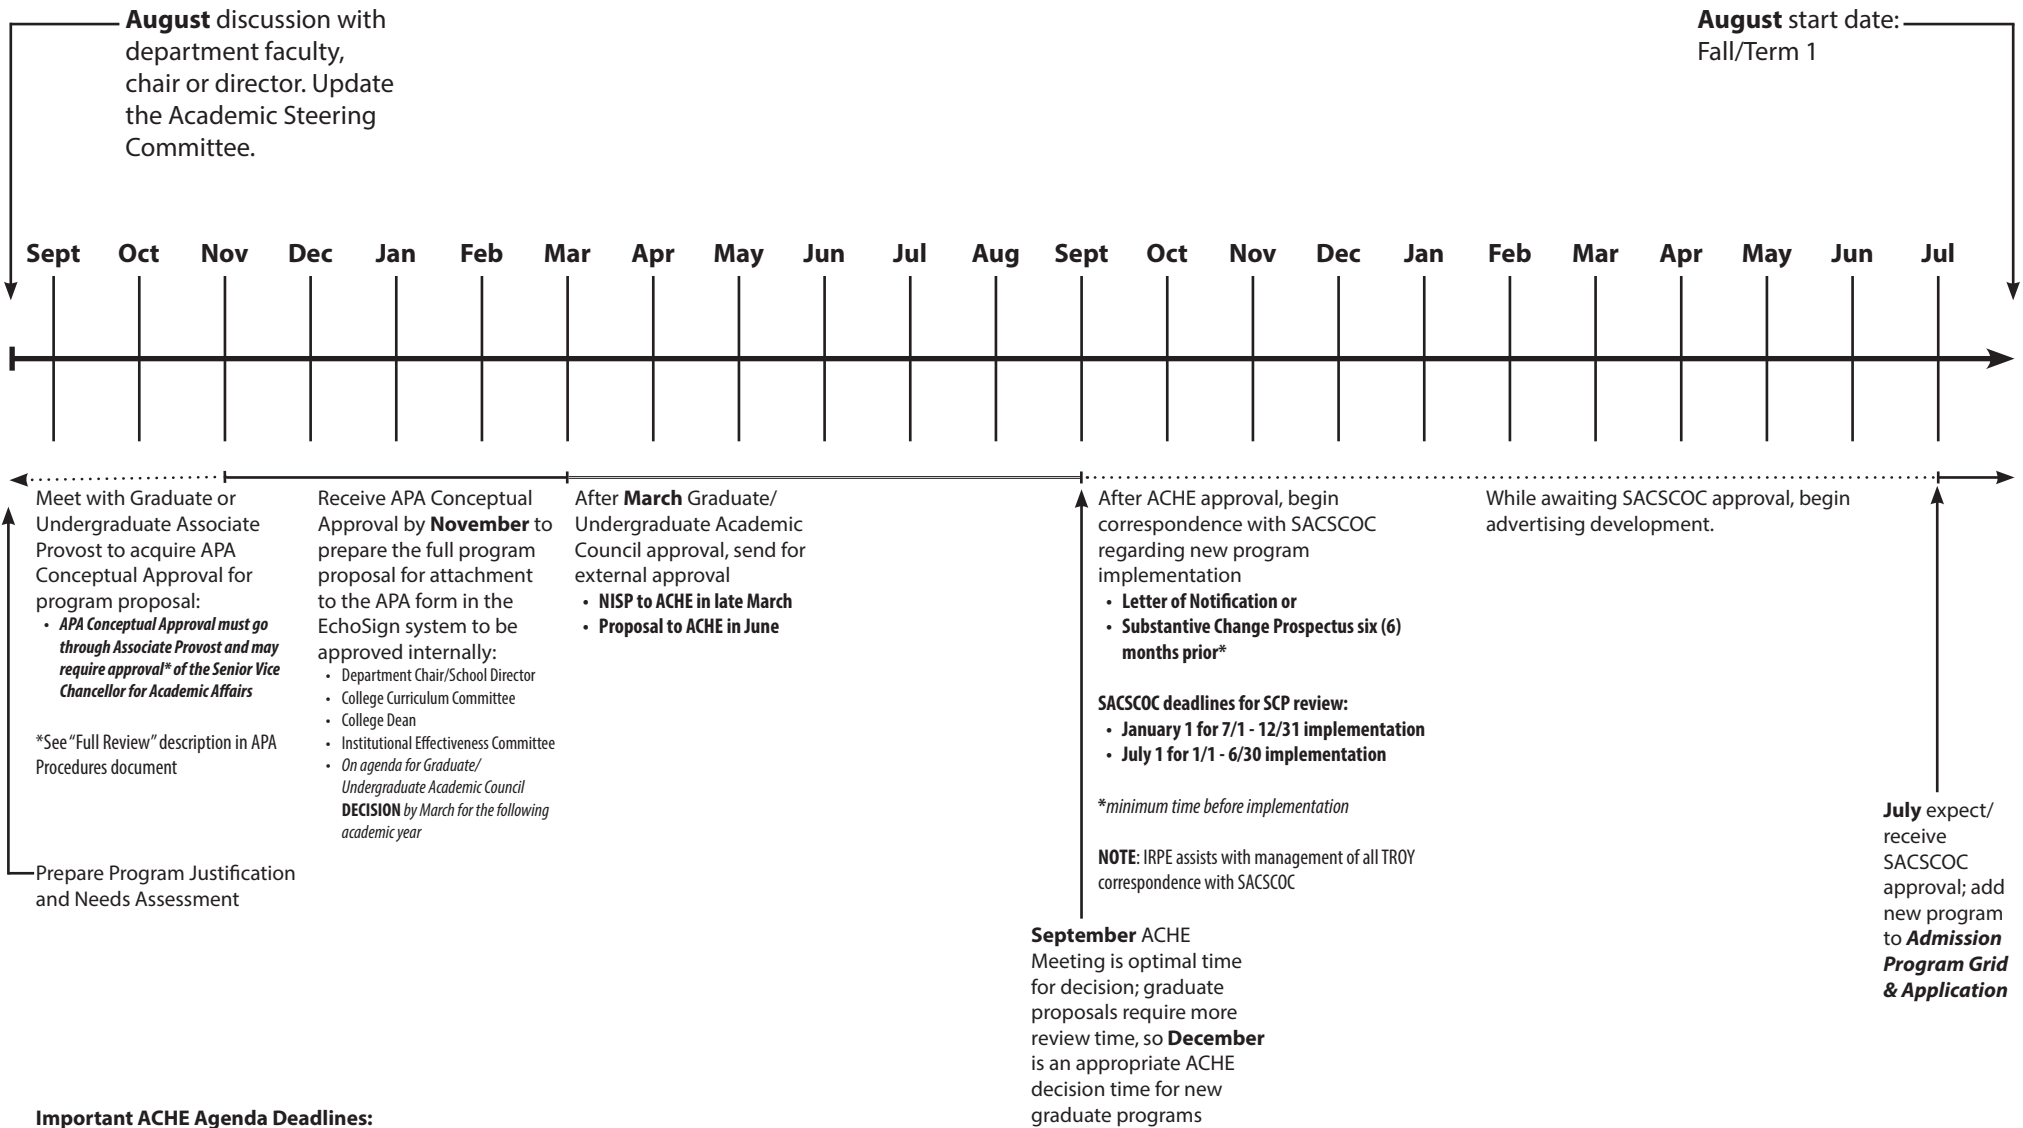 August discussion with
department faculty,
chair or director. Update
the Academic Steering
Committee.
August start date:
Fall/Term 1
Sept Oct Nov Dec Jan Feb Mar Apr May Jun Jul Aug Sept Oct Nov Dec Jan Feb Mar Apr May Jun Jul
Meet with Graduate or
Undergraduate Associate
Provost to acquire APA
Conceptual Approval for
program proposal:
• APA Conceptual Approval must go
through Associate Provost and may
require approval* of the Senior Vice
Chancellor for Academic Affairs
*See "Full Review" description in APA
Procedures document
Prepare Program Justification
and Needs Assessment
Receive APA Conceptual
Approval by November to
prepare the full program
proposal for attachment
to the APA form in the
EchoSign system to be
approved internally:
• Department Chair/School Director
• College Curriculum Committee
• College Dean
• Institutional Effectiveness Committee
• On agenda for Graduate/
Undergraduate Academic Council
DECISION by March for the following
academic year
After March Graduate/
Undergraduate Academic
Council approval, send for
external approval
• NISP to ACHE in late March
• Proposal to ACHE in June
After ACHE approval, begin
correspondence with SACSCOC
regarding new program
implementation
• Letter of Notification or
• Substantive Change Prospectus six (6)
months prior*
SACSCOC deadlines for SCP review:
• January 1 for 7/1 - 12/31 implementation
• July 1 for 1/1 - 6/30 implementation
*minimum time before implementation
NOTE: IRPE assists with management of all TROY
correspondence with SACSCOC
September ACHE
Meeting is optimal time
for decision; graduate
proposals require more
review time, so December
is an appropriate ACHE
decision time for new
graduate programs
While awaiting SACSCOC approval, begin
advertising development.
July expect/
receive
SACSCOC
approval; add
new program
to Admission
Program Grid
& Application
Important ACHE Agenda Deadlines: